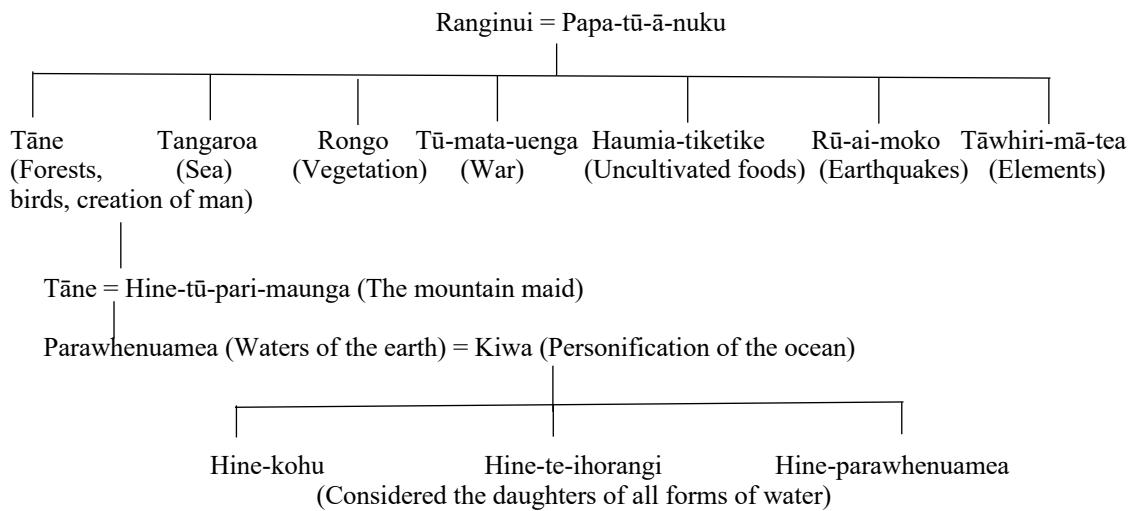 Ranginui = Papa-tū-ā-nuku
Tāne Tangaroa Rongo Tū-mata-uenga Haumia-tiketike Rū-ai-moko Tāwhiri-mā-tea
(Forests, (Sea) (Vegetation) (War) (Uncultivated foods) (Earthquakes) (Elements)
birds, creation of man)
Tāne = Hine-tū-pari-maunga (The mountain maid)
Parawhenuamea (Waters of the earth) = Kiwa (Personification of the ocean)
Hine-kohu Hine-te-ihorangi Hine-parawhenuamea
(Considered the daughters of all forms of water)